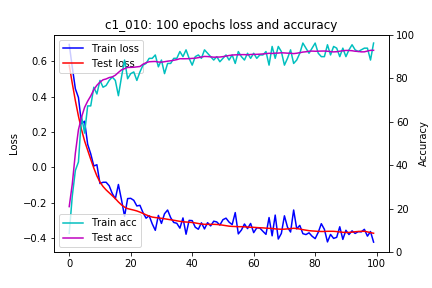 c1_010: 100 epochs loss and accuracy
Train loss
Test loss
Train acc
Test acc
Loss
Accuracy
0.6
0.4
0.2
0.0
−0.2
−0.4
100
80
60
40
20
0
0 20 40 60 80 100